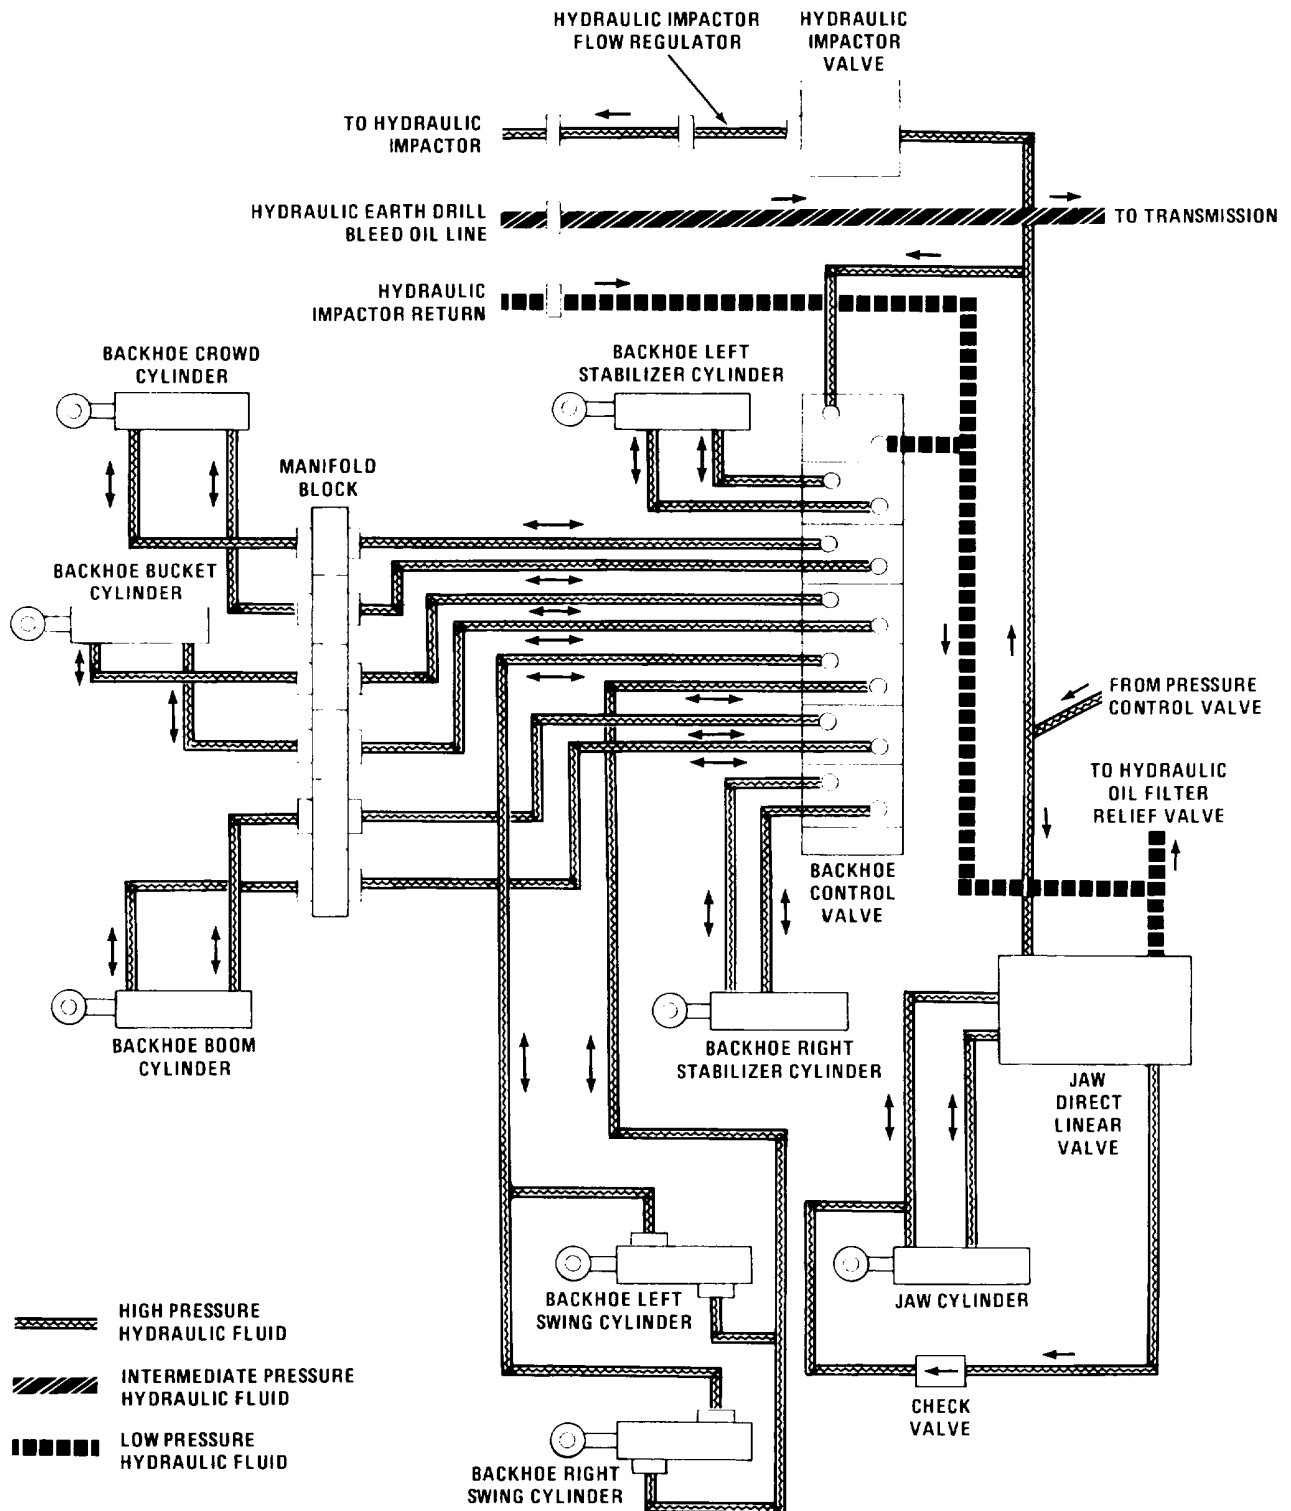 HYDRAULIC IMPACTOR
FLOW REGULATOR
HYDRAULIC
IMPACTOR
VALVE
TO HYDRAULIC
IMPACTOR
HYDRAULIC EARTH DRILL
BLEED OIL LINE
TO TRANSMISSION
HYDRAULIC
IMPACTOR RETURN
BACKHOE CROWD
CYLINDER
BACKHOE LEFT
STABILIZER CYLINDER
MANIFOLD
BLOCK
BACKHOE BUCKET
CYLINDER
FROM PRESSURE
CONTROL VALVE
TO HYDRAULIC
OIL FILTER
RELIEF VALVE
BACKHOE
CONTROL
VALVE
BACKHOE BOOM
CYLINDER
BACKHOE RIGHT
STABILIZER CYLINDER
JAW
DIRECT
LINEAR
VALVE
BACKHOE LEFT
SWING CYLINDER
JAW CYLINDER
HIGH PRESSURE
HYDRAULIC FLUID
INTERMEDIATE PRESSURE
HYDRAULIC FLUID
CHECK
VALVE
LOW PRESSURE
HYDRAULIC FLUID
BACKHOE RIGHT
SWING CYLINDER